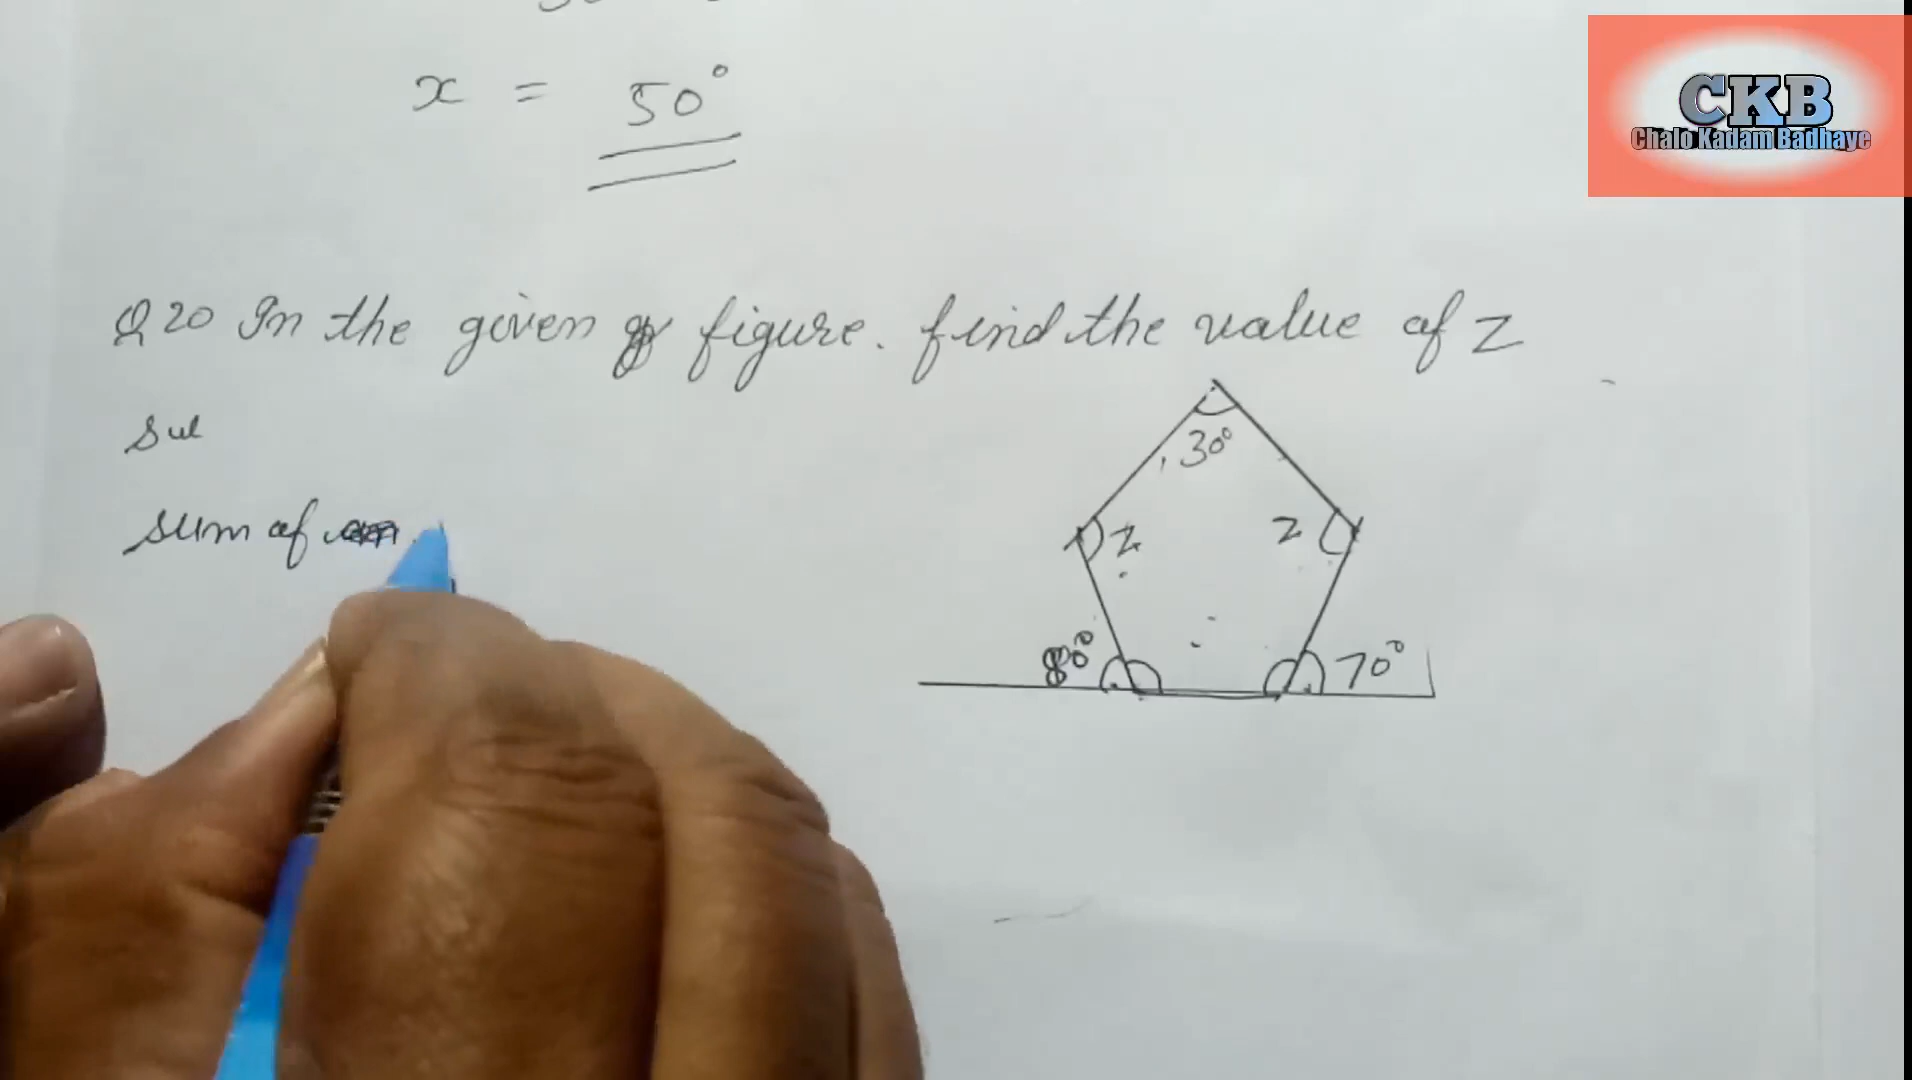 x = 50°
Q20 In the given figure. find the value of z
Sul
sum of
30°
z
z
80°
70°
CKB
Chalo Kadam Badhaye